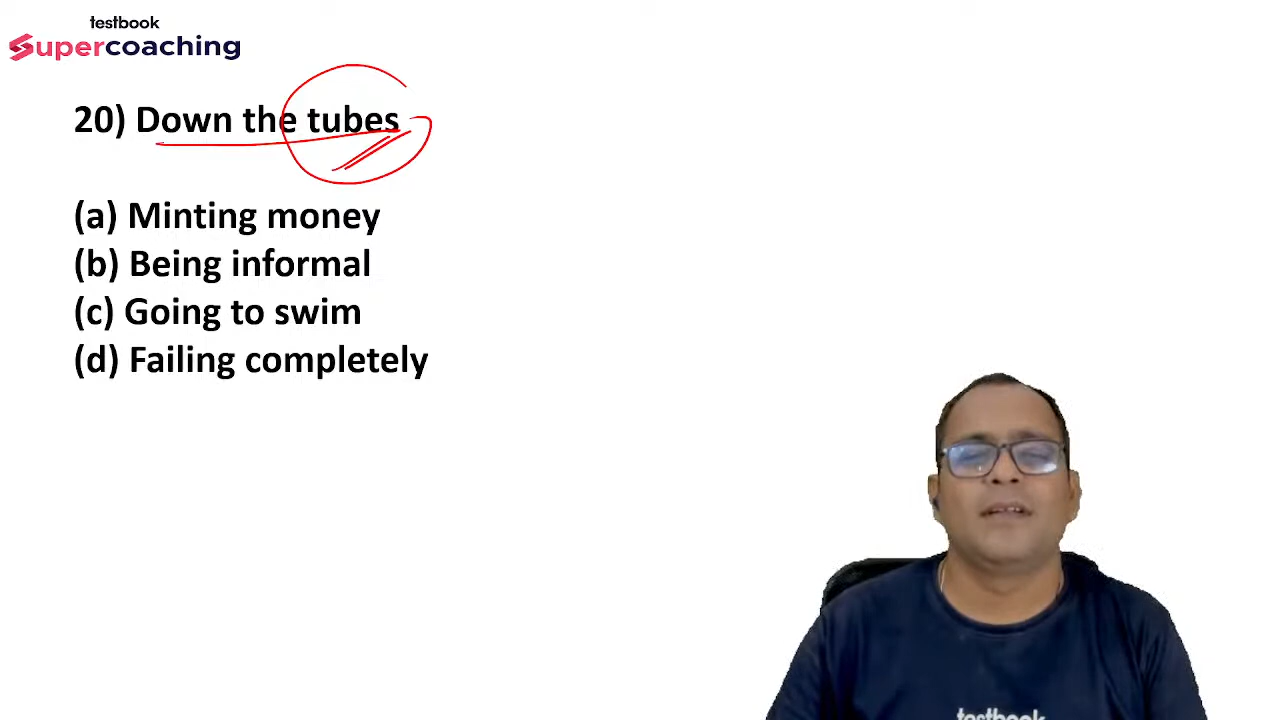 testbook
Supercoaching
20) Down the tubes
(a) Minting money
(b) Being informal
(c) Going to swim
(d) Failing completely
testbook